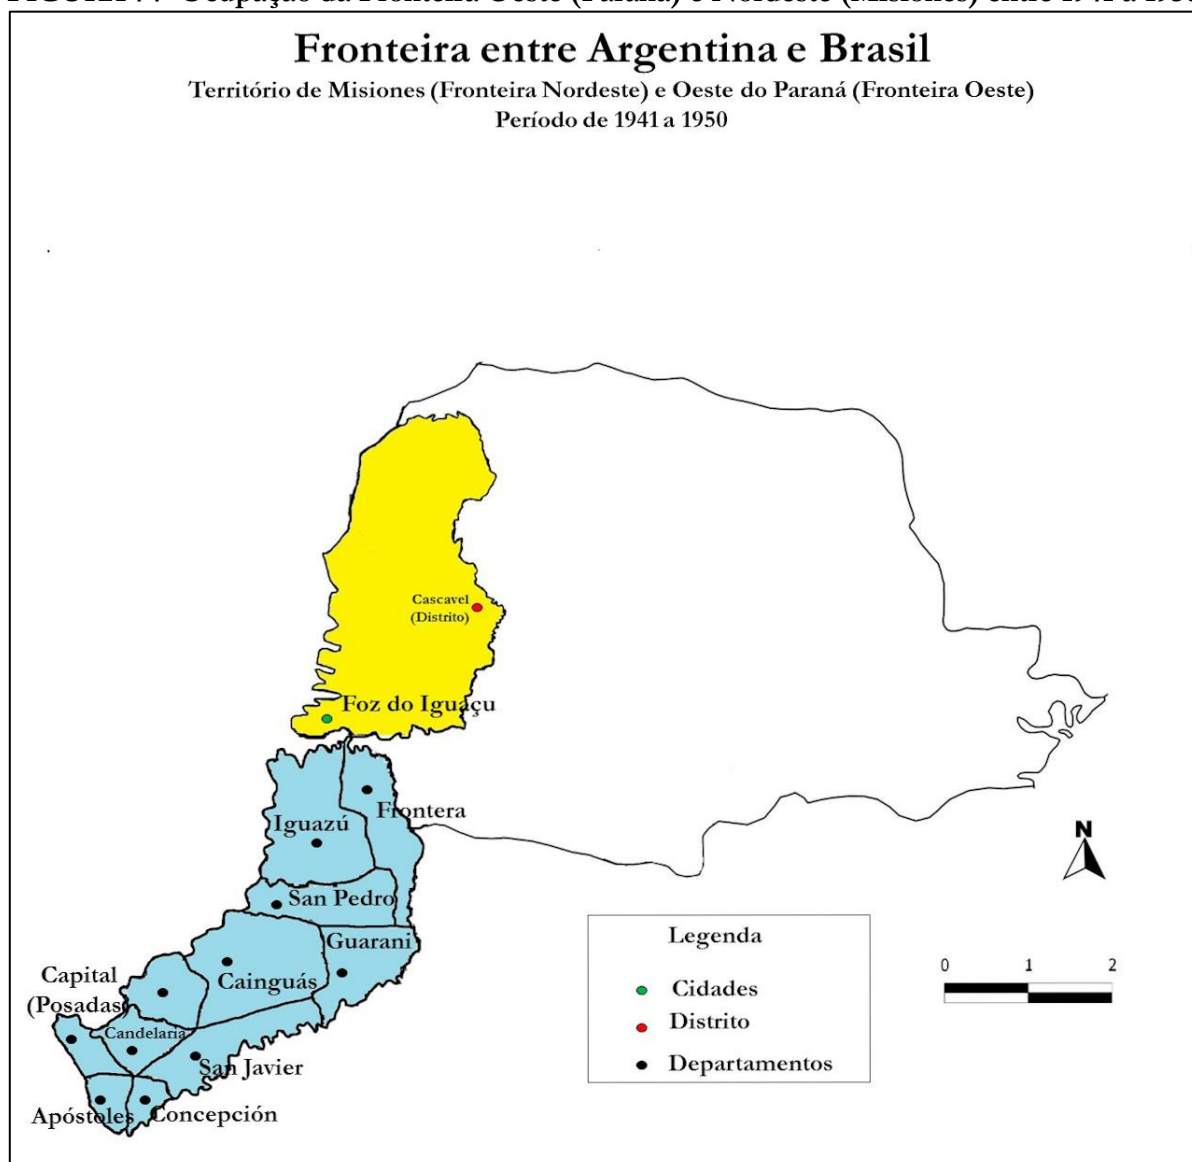 Fronteira entre Argentina e Brasil
Território de Misiones (Fronteira Nordeste) e Oeste do Paraná (Fronteira Oeste)
Período de 1941 a 1950
Cascavel
(Distrito)
Foz do Iguaçu
Frontera
Iguazú
San Pedro
Guarani
Cainguás
Capital
(Posadas)
Candelaria
San Javier
Apóstoles
Concepción
N
Legenda
Cidades
Distrito
Departamentos
0 1 2